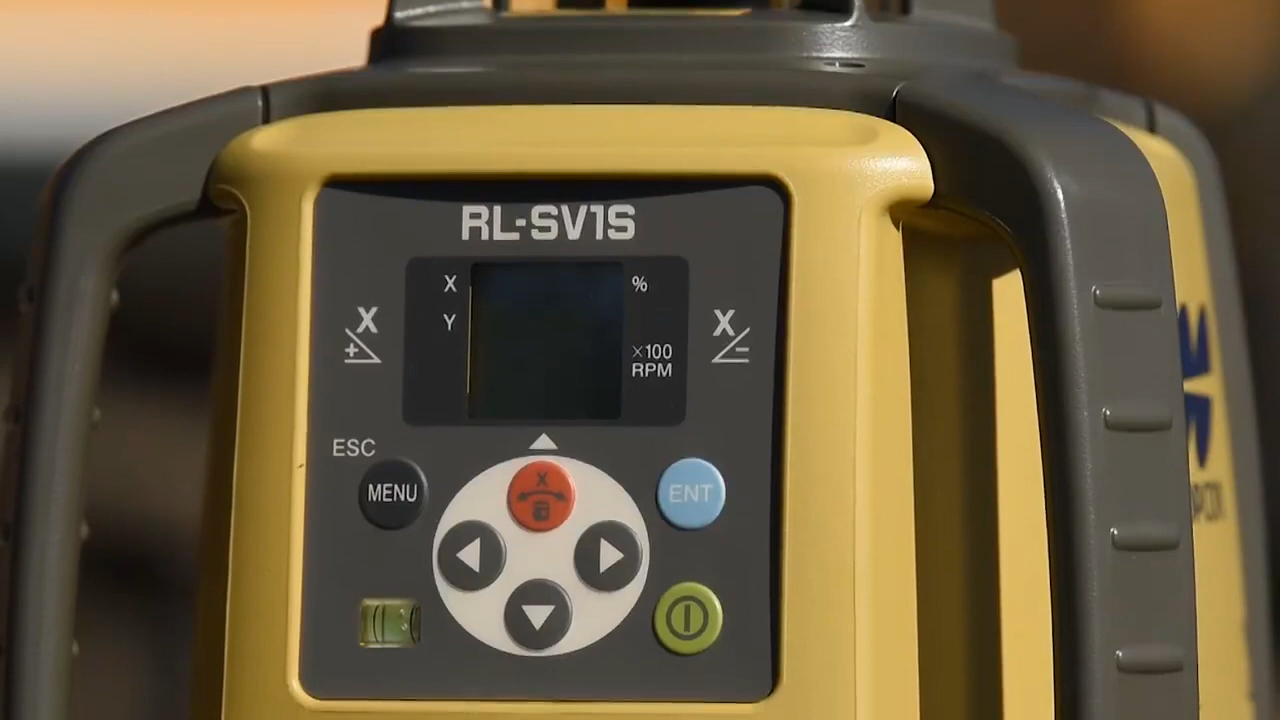 RL-SV1S
X %
Y
×100
RPM
X
+
X
-
ESC
MENU
X
ENT